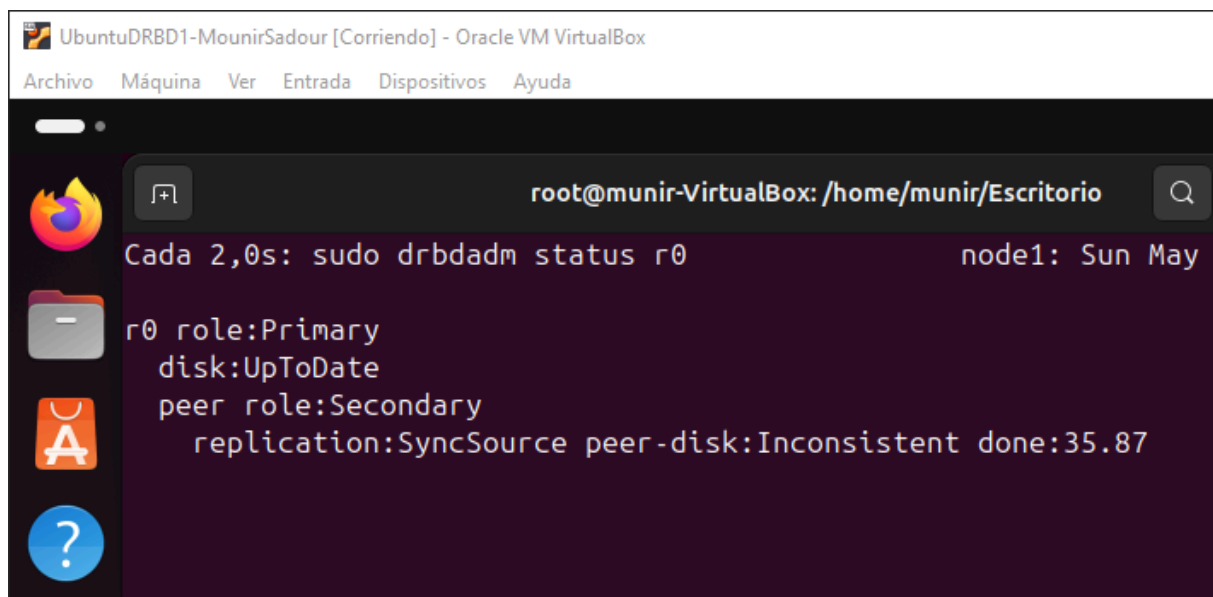 UbuntuDRBD1-MounirSadour [Corriendo] - Oracle VM VirtualBox
Archivo Máquina Ver Entrada Dispositivos Ayuda
root@munir-VirtualBox: /home/munir/Escritorio
Cada 2,0s: sudo drbdadm status r0 node1: Sun May
r0 role:Primary
disk:UpToDate
peer role:Secondary
replication:SyncSource peer-disk:Inconsistent done:35.87